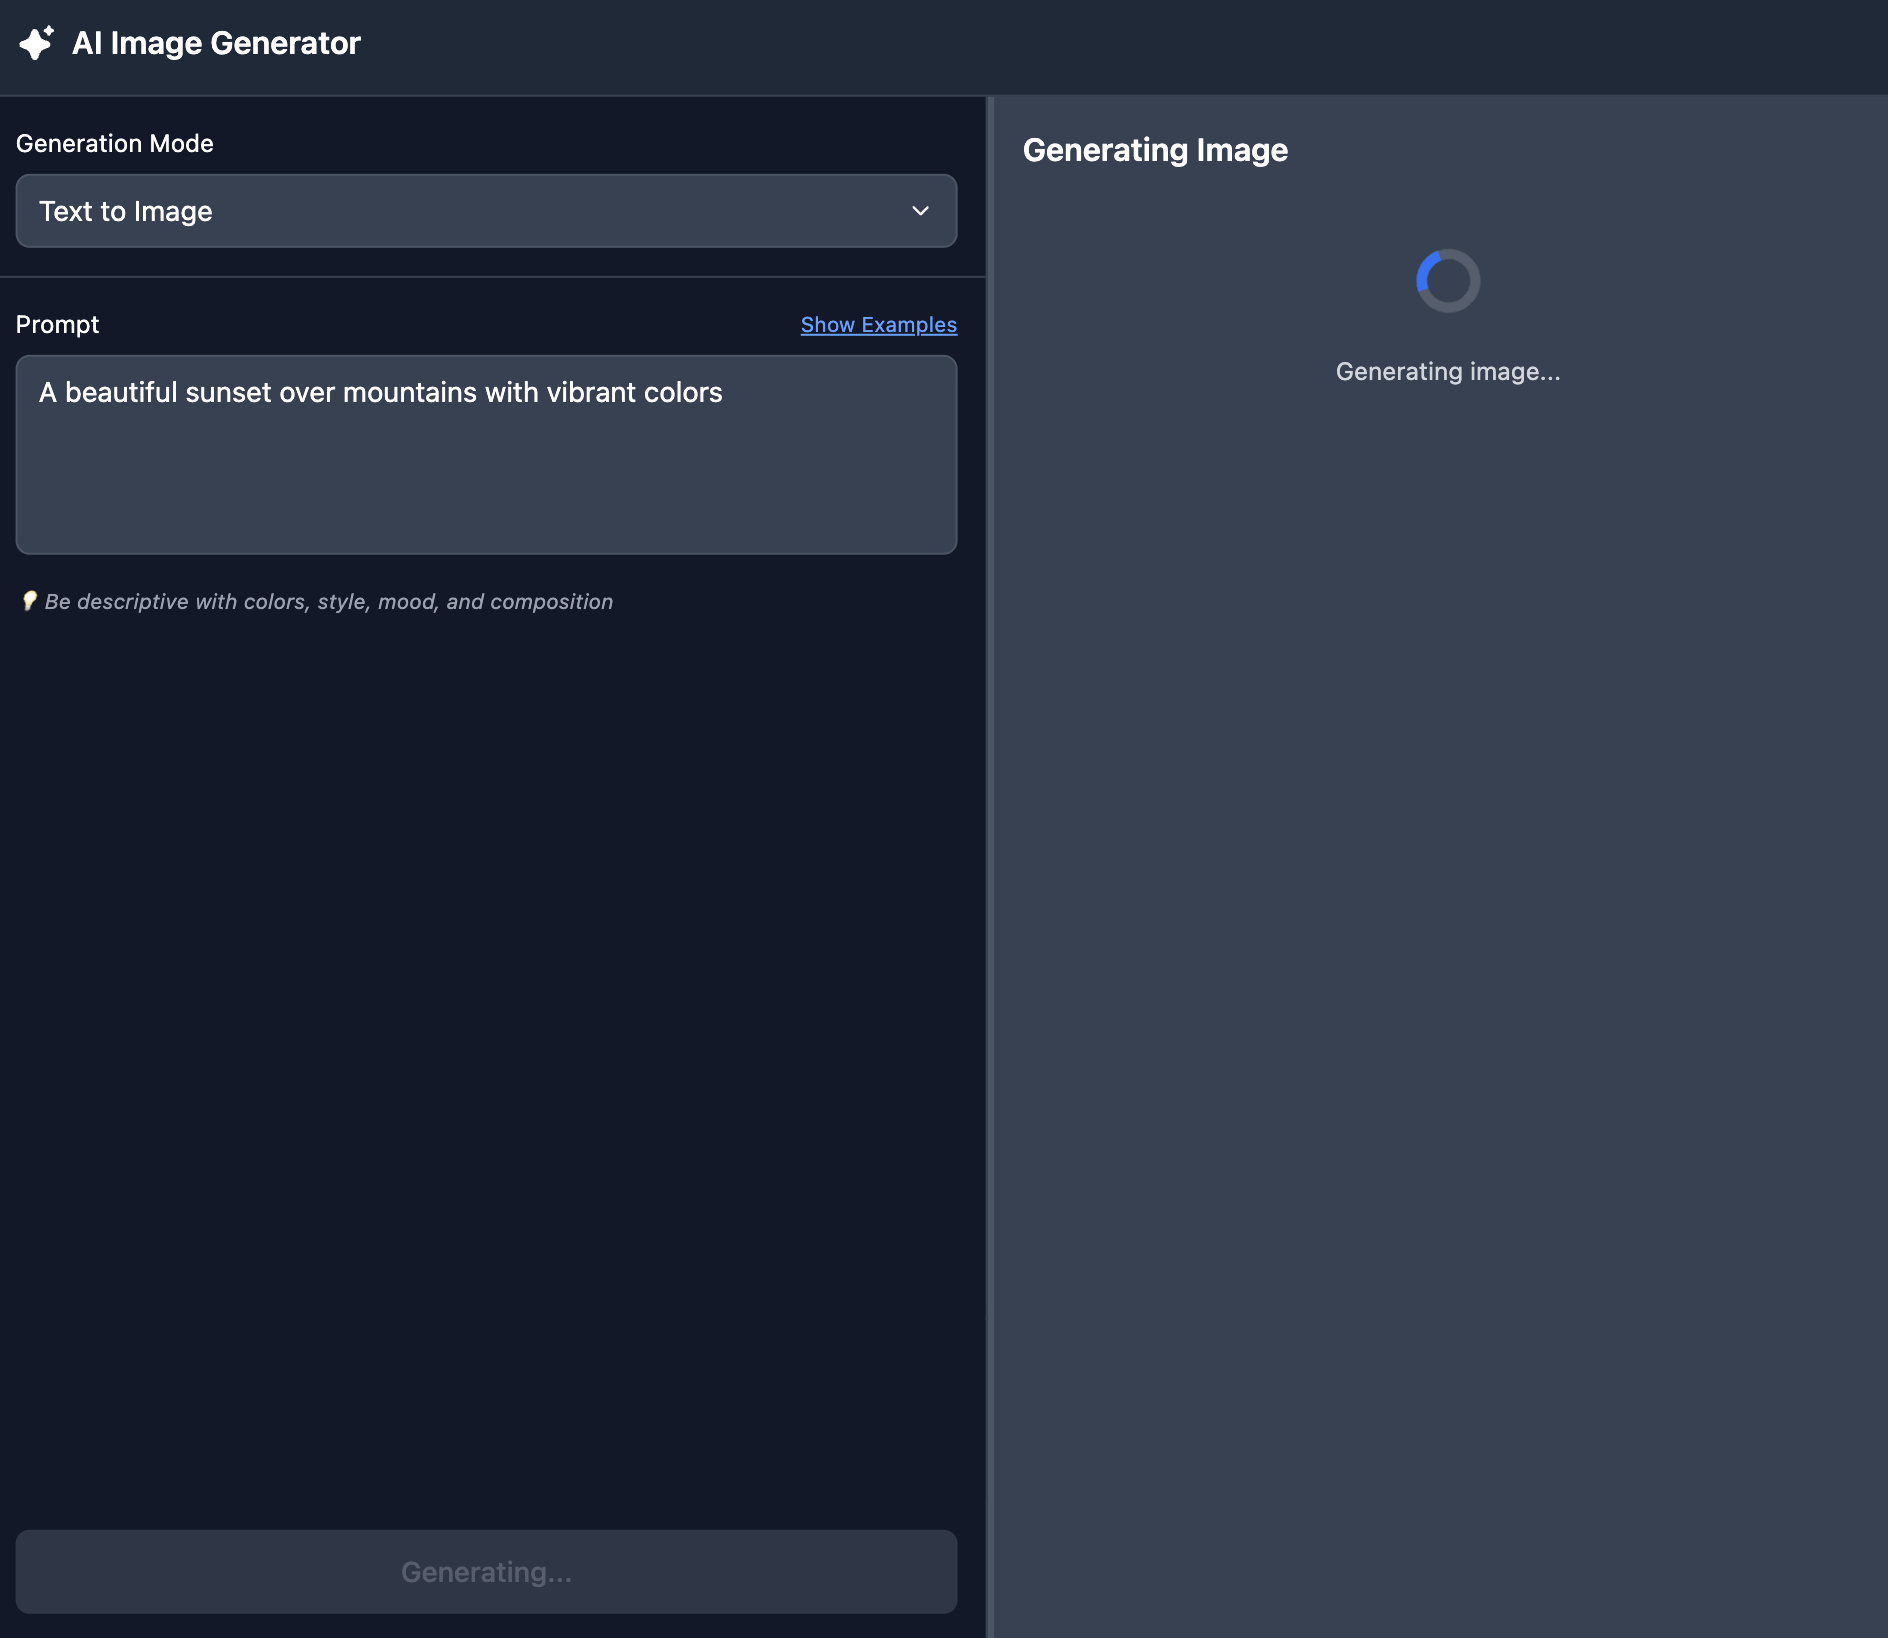 AI Image Generator
Generation Mode
Text to Image
Prompt
Show Examples
A beautiful sunset over mountains with vibrant colors
💡 Be descriptive with colors, style, mood, and composition
Generating...
Generating Image
Generating image...